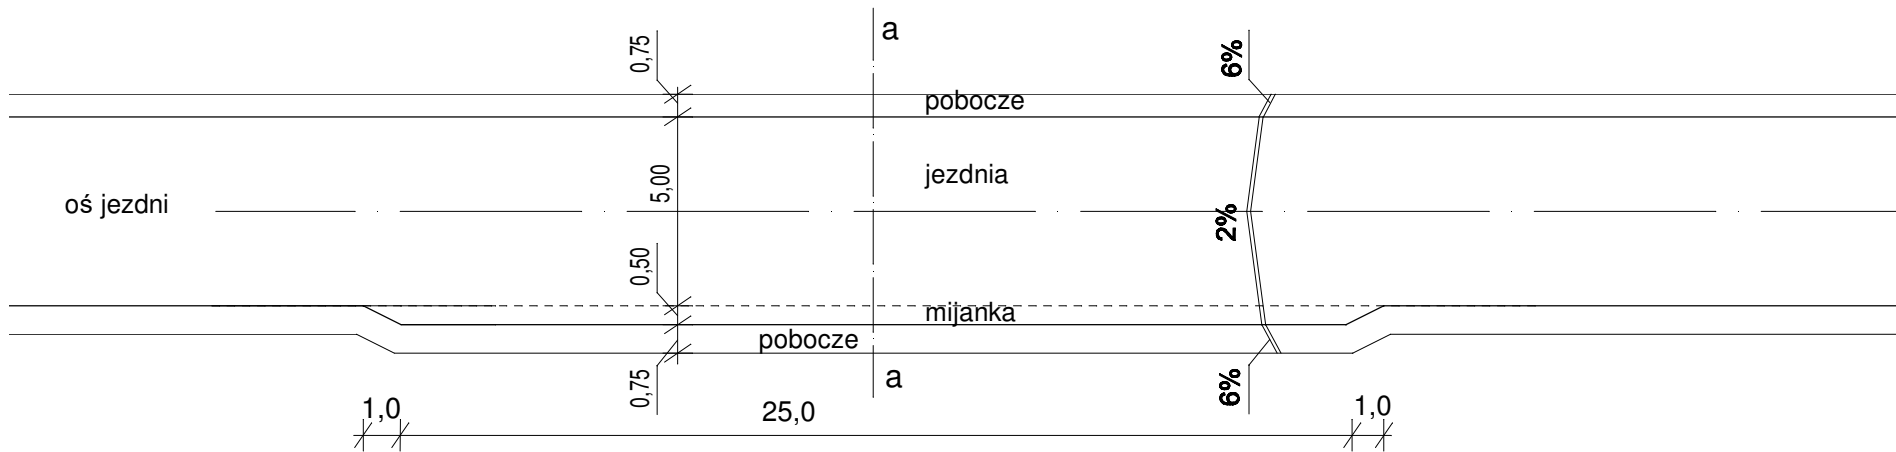 a
0,75
6%
pobocze
jezdnia
5,00
oś jezdni
2%
0,50
mijanka
pobocze
0,75
a
6%
1,0
25,0
1,0